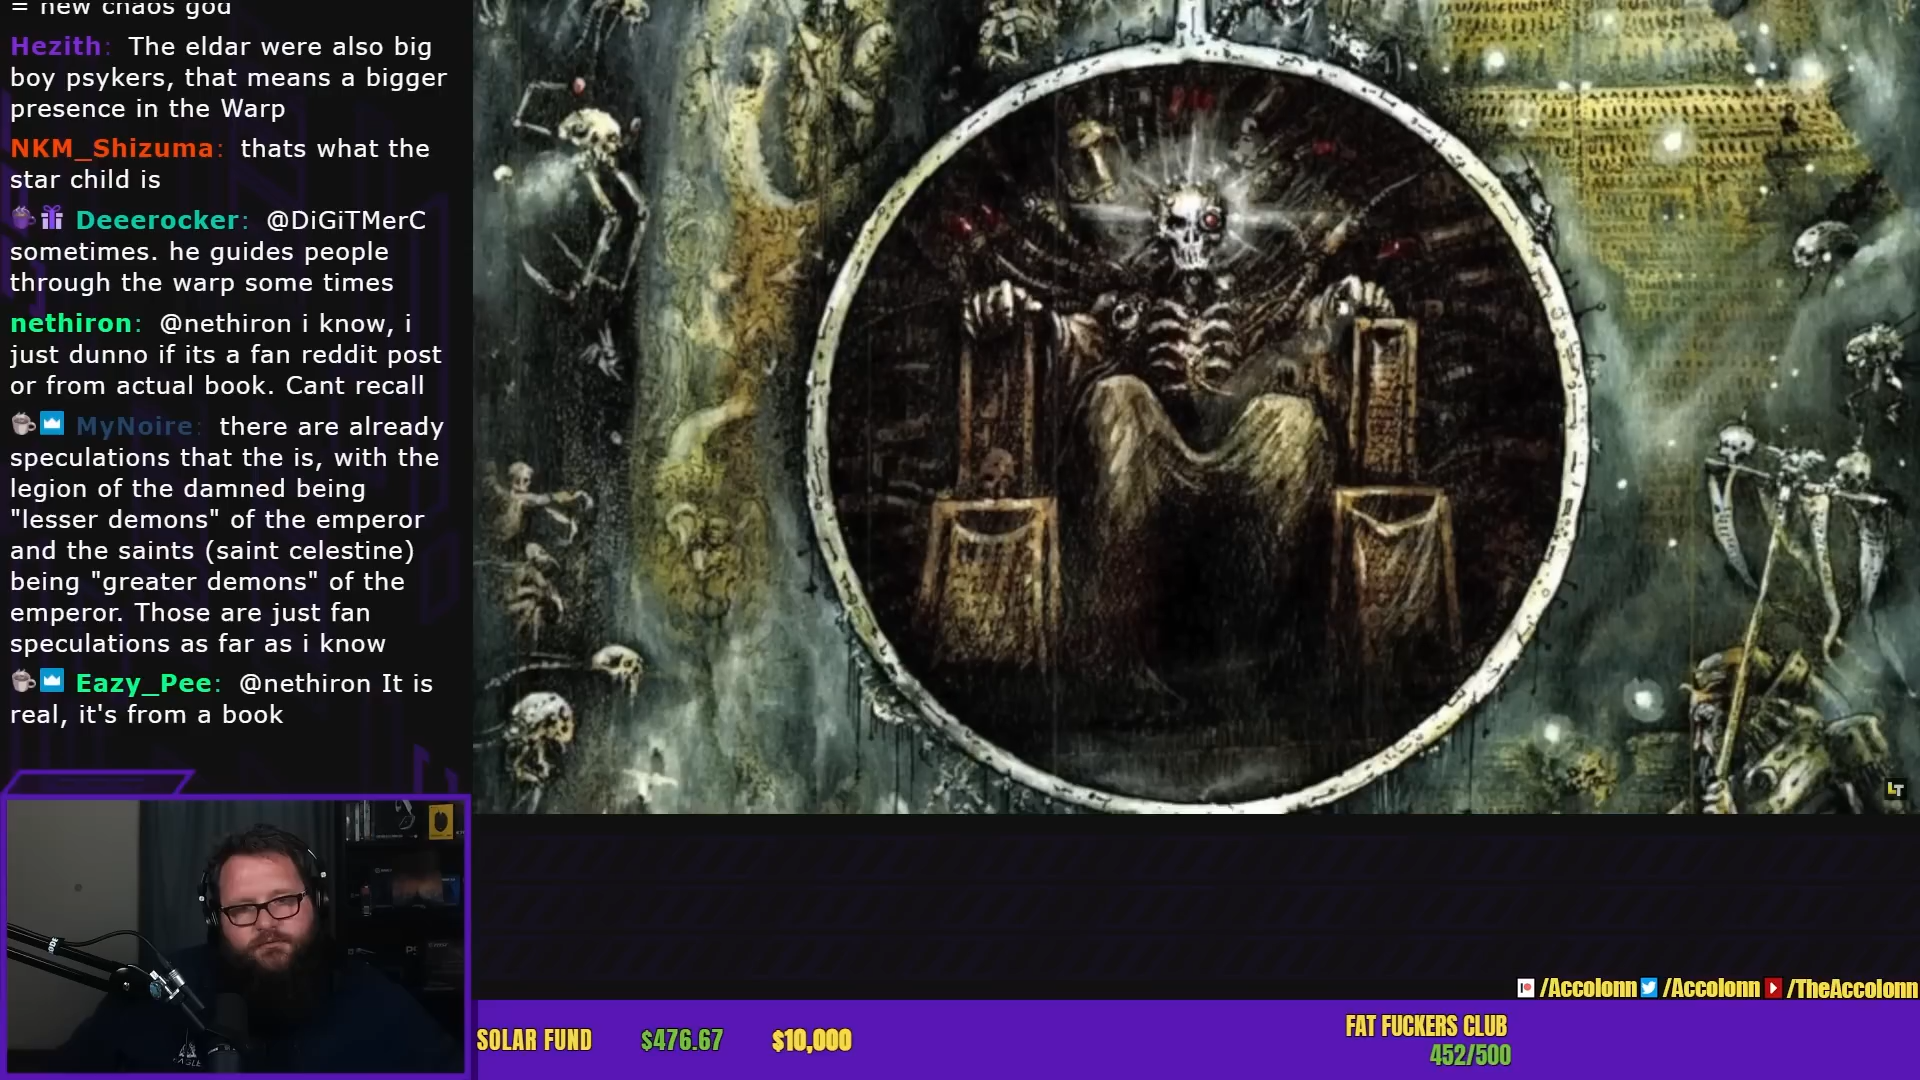 = new chaos god
Hezith: The eldar were also big
boy psykers, that means a bigger
presence in the Warp
NKM_Shizuma: thats what the
star child is
Deeerocker: @DiGiTMerC
sometimes. he guides people
through the warp some times
nethiron: @nethiron i know, i
just dunno if its a fan reddit post
or from actual book. Cant recall
MyNoire: there are already
speculations that the is, with the
legion of the damned being
"lesser demons" of the emperor
and the saints (saint celestine)
being "greater demons" of the
emperor. Those are just fan
speculations as far as i know
Eazy_Pee: @nethiron It is
real, it's from a book
LT
/Accolonn /Accolonn /TheAccolonn
SOLAR FUND $476.67 $10,000
FAT FUCKERS CLUB
452/500